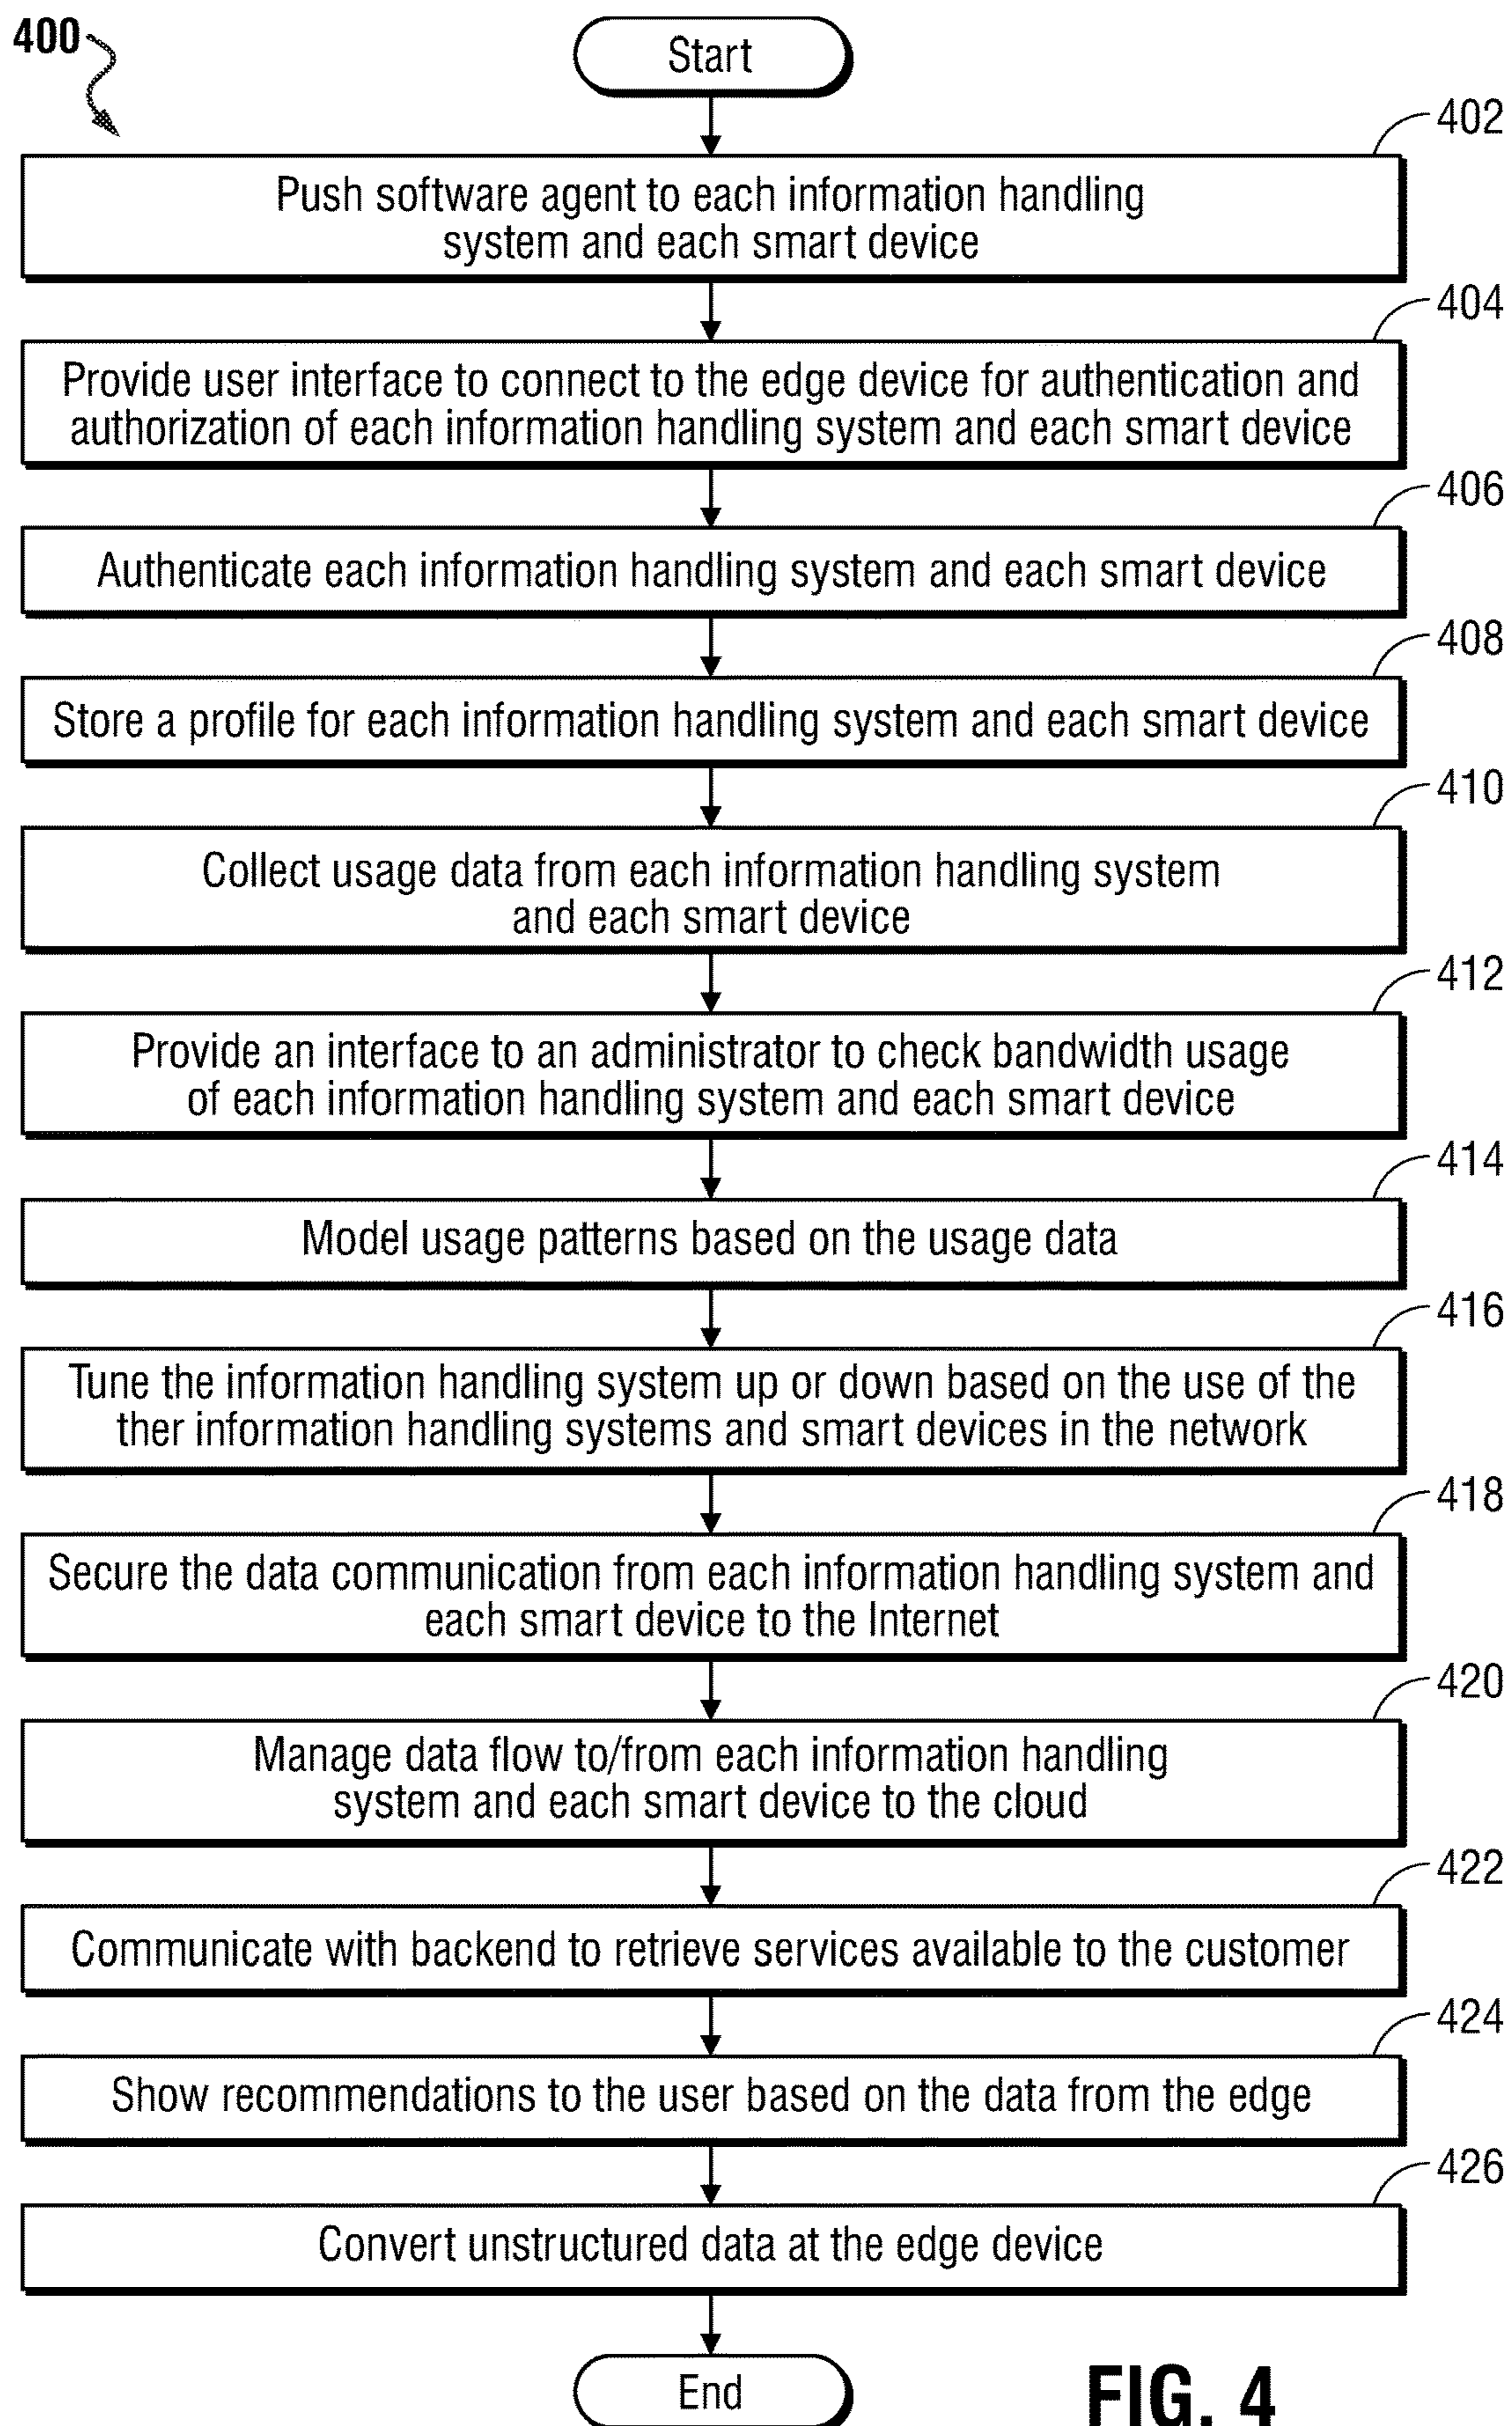 400
Start
402
Push software agent to each information handling
system and each smart device
404
Provide user interface to connect to the edge device for authentication and
authorization of each information handling system and each smart device
406
Authenticate each information handling system and each smart device
408
Store a profile for each information handling system and each smart device
410
Collect usage data from each information handling system
and each smart device
412
Provide an interface to an administrator to check bandwidth usage
of each information handling system and each smart device
414
Model usage patterns based on the usage data
416
Tune the information handling system up or down based on the use of the
ther information handling systems and smart devices in the network
418
Secure the data communication from each information handling system and
each smart device to the Internet
420
Manage data flow to/from each information handling
system and each smart device to the cloud
422
Communicate with backend to retrieve services available to the customer
424
Show recommendations to the user based on the data from the edge
426
Convert unstructured data at the edge device
End
FIG. 4